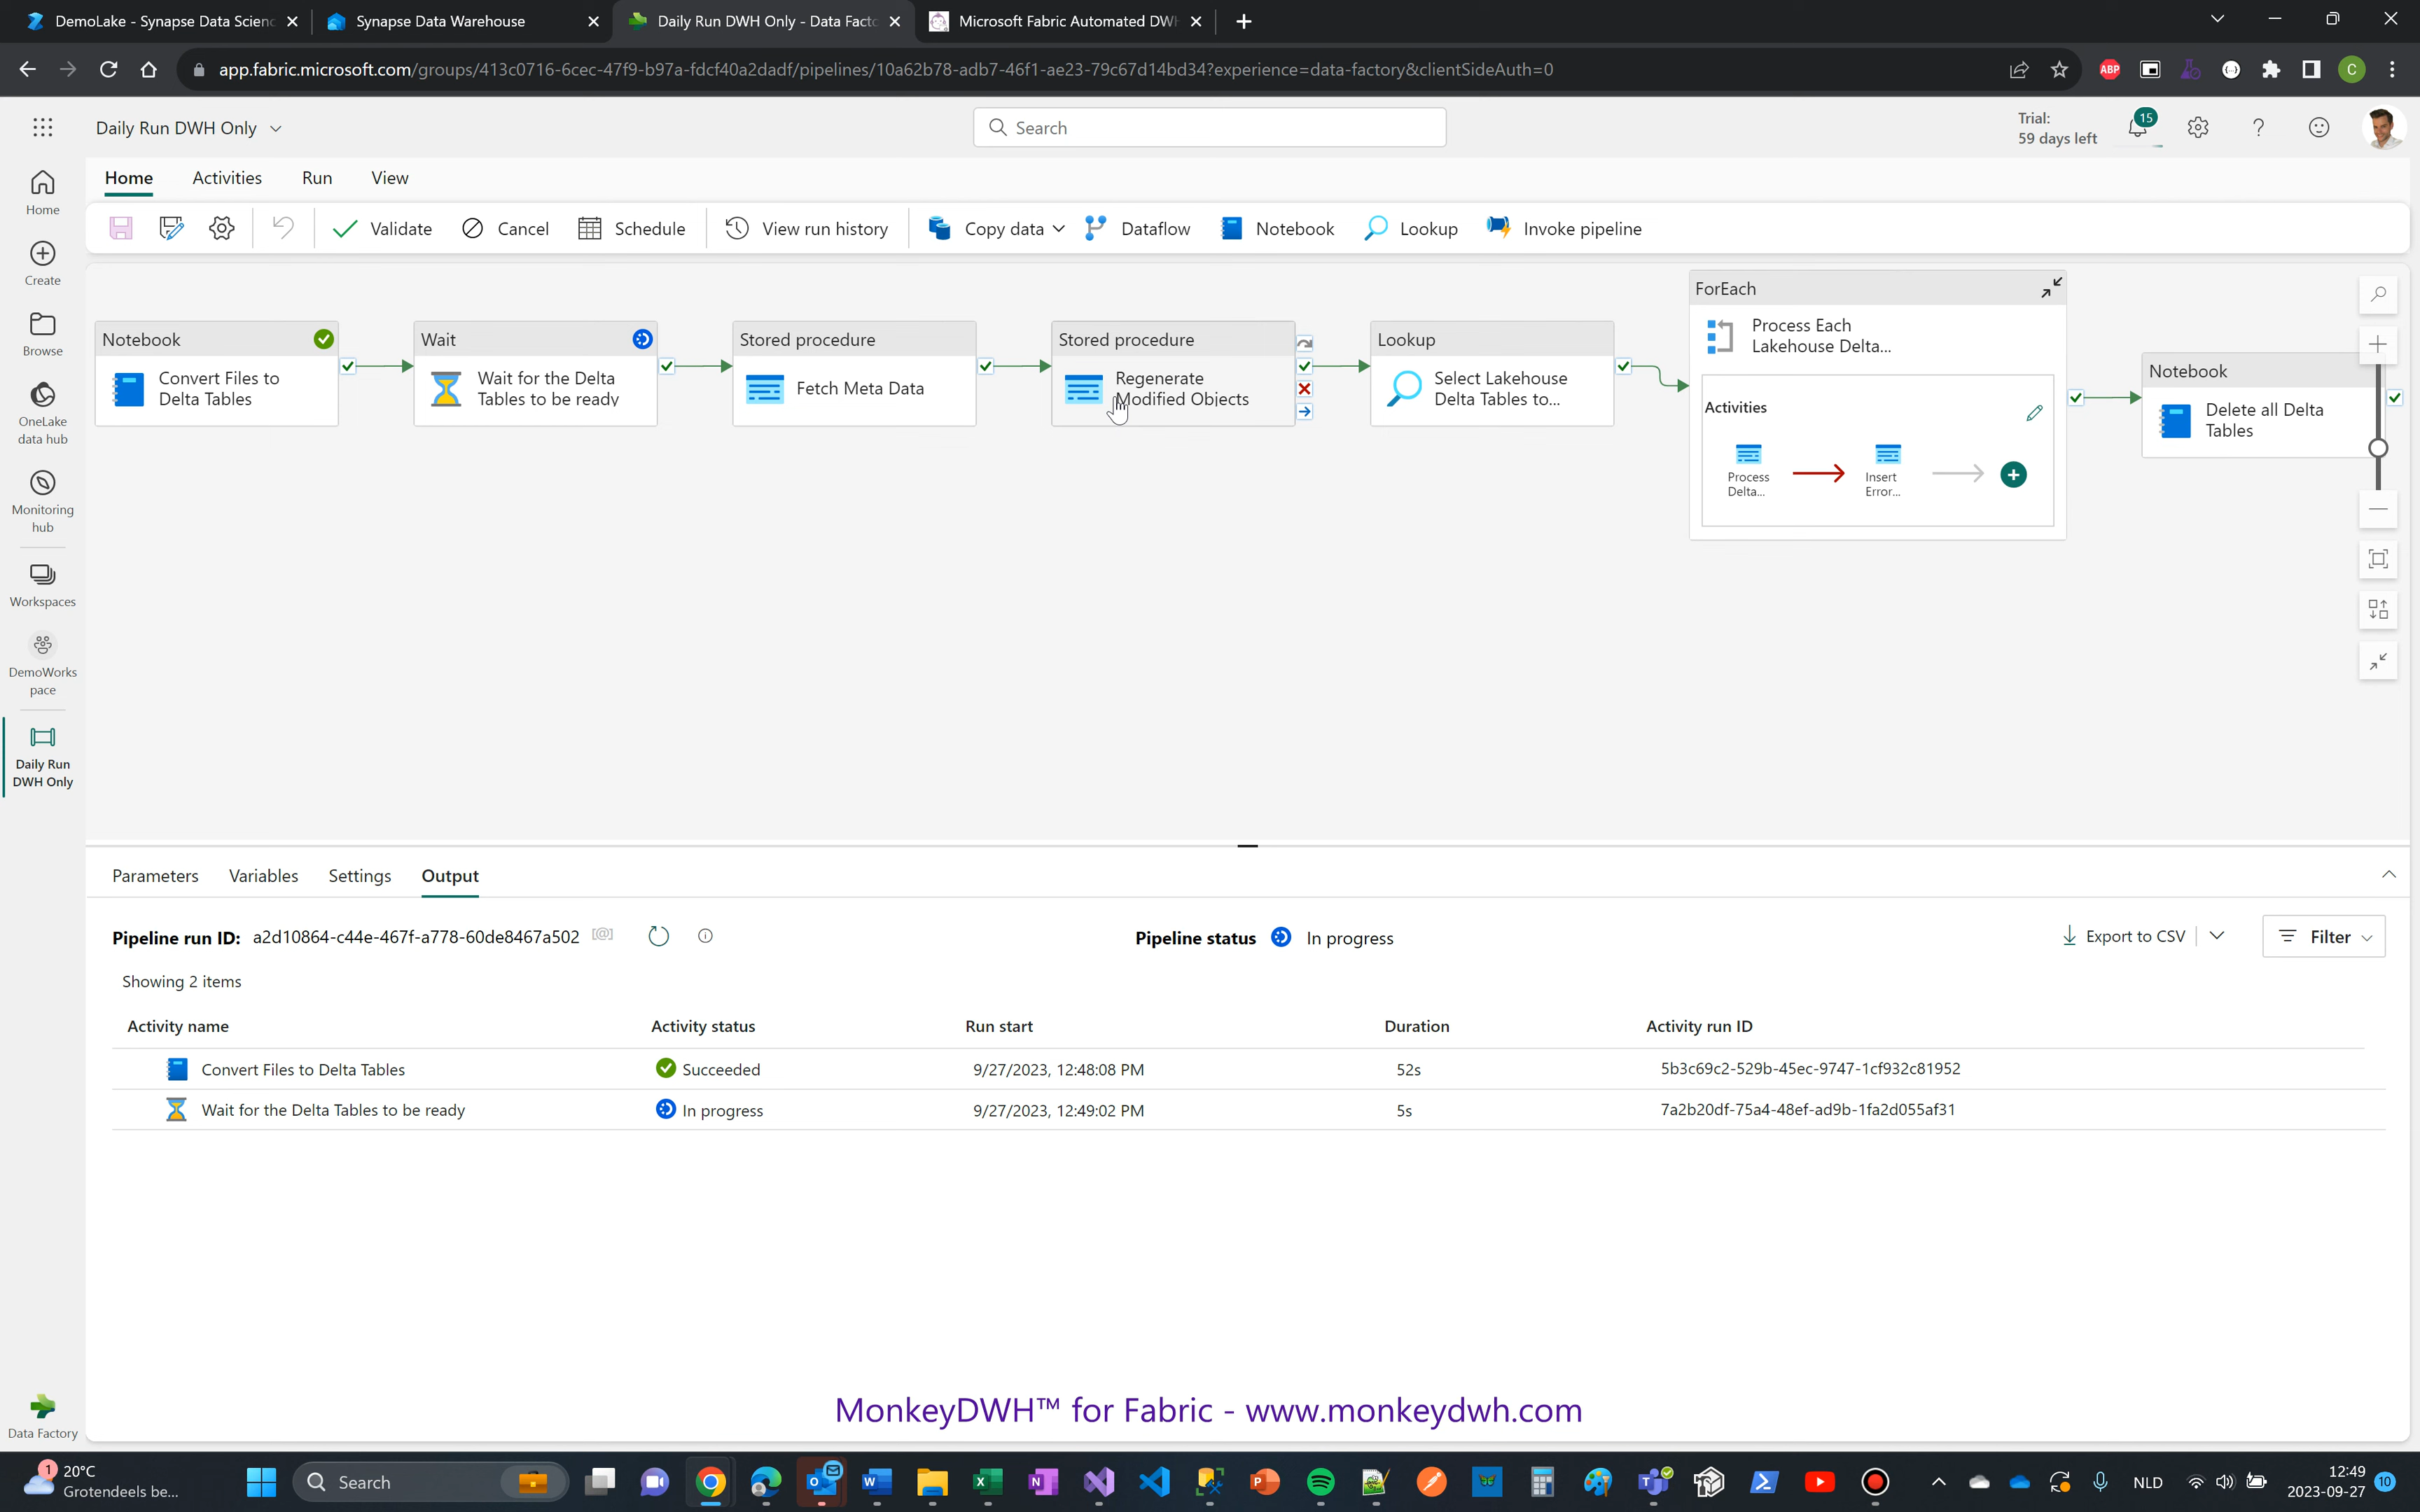 DemoLake - Synapse Data Scienc
Synapse Data Warehouse
Daily Run DWH Only - Data Facto
Microsoft Fabric Automated DWH
app.fabric.microsoft.com/groups/413c0716-6cec-47f9-b97a-fdcf40a2dadf/pipelines/10a62b78-adb7-46f1-ae23-79c67d14bd34?experience=data-factory&clientSideAuth=0
ABP
C
Daily Run DWH Only
Search
Trial:
59 days left
15
Home
Activities
Run
View
Validate
Cancel
Schedule
View run history
Copy data
Dataflow
Notebook
Lookup
Invoke pipeline
Home
Create
Browse
OneLake
data hub
Monitoring
hub
Workspaces
DemoWorks
pace
Daily Run
DWH Only
Data Factory
Notebook
Convert Files to
Delta Tables
Wait
Wait for the Delta
Tables to be ready
Stored procedure
Fetch Meta Data
Stored procedure
Regenerate
Modified Objects
Lookup
Select Lakehouse
Delta Tables to...
ForEach
Process Each
Lakehouse Delta...
Activities
Process
Delta...
Insert
Error...
Notebook
Delete all Delta
Tables
Parameters
Variables
Settings
Output
Pipeline run ID: a2d10864-c44e-467f-a778-60de8467a502
Pipeline status
In progress
Export to CSV
Filter
Showing 2 items
Activity name
Activity status
Run start
Duration
Activity run ID
Convert Files to Delta Tables
Succeeded
9/27/2023, 12:48:08 PM
52s
5b3c69c2-529b-45ec-9747-1cf932c81952
Wait for the Delta Tables to be ready
In progress
9/27/2023, 12:49:02 PM
5s
7a2b20df-75a4-48ef-ad9b-1fa2d055af31
MonkeyDWH™ for Fabric - www.monkeydwh.com
1
20°C
Grotendeels be...
Search
NLD
12:49
2023-09-27
10